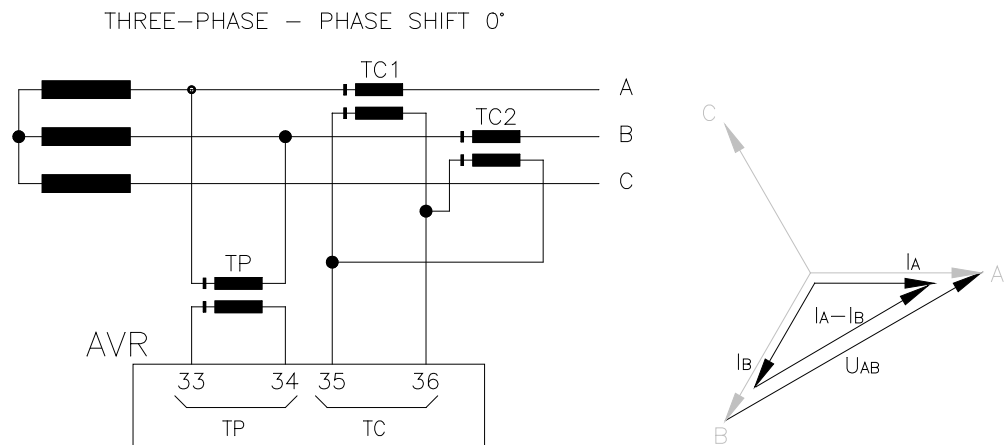 THREE-PHASE - PHASE SHIFT 0°
TC1
A
TC2
B
C
TP
AVR
33 34 35 36
TP TC
C
A
IA
IA-IB
IB
UAB
B